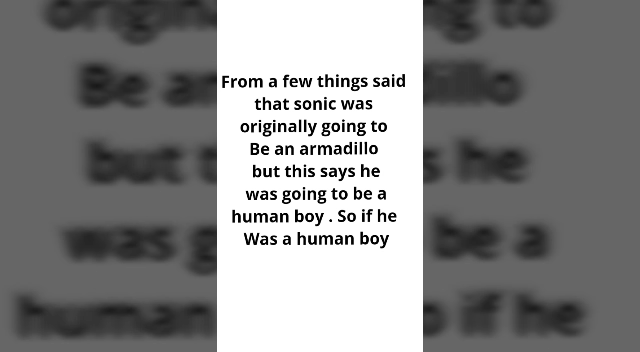 From a few things said
that sonic was
originally going to
Be an armadillo
but this says he
was going to be a
human boy . So if he
Was a human boy